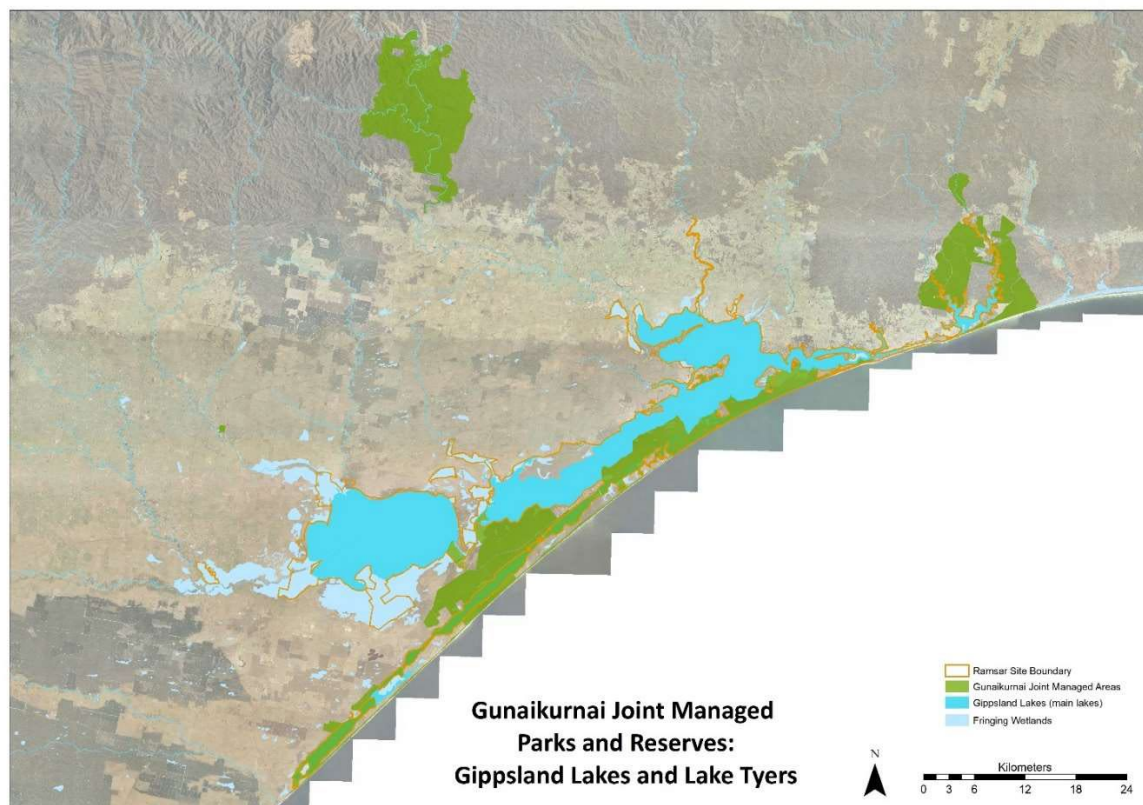 Ramsar Site Boundary
Gunaikurnai Joint Managed Areas
Gippsland Lakes (main lakes)
Fringing Wetlands
Gunaikurnai Joint Managed
Parks and Reserves:
Gippsland Lakes and Lake Tyers
N
Kilometers
0 3 6 12 18 24